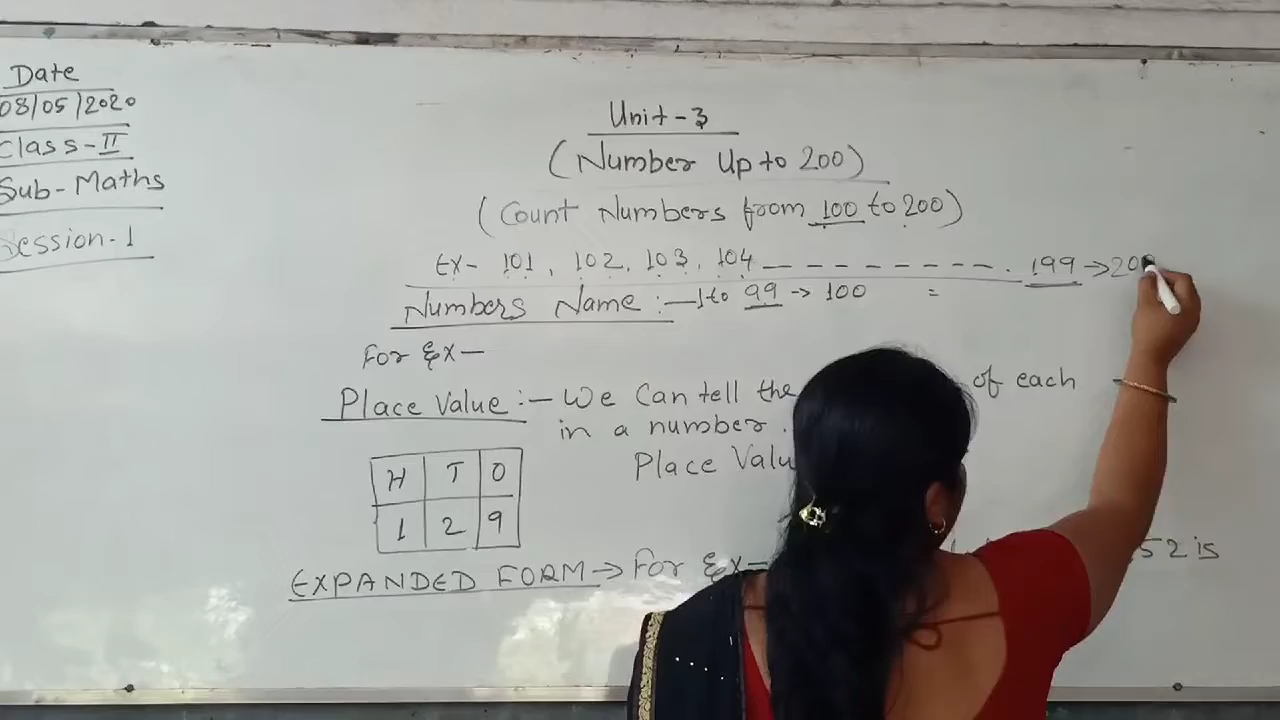 Date
08/05/2020
Class-II
Sub-Maths
Session-1
Unit-3
(Number Up to 200)
(Count Numbers from 100 to 200)
Ex- 101, 102, 103, 104 - - - - - - - - . 199 → 200
Numbers Name :- 1 to 99 → 100 =
For Ex-
Place Value :- We Can tell the of each
in a number.
Place
H T O
1 2 9
EXPANDED FORM → For Ex-
52 is